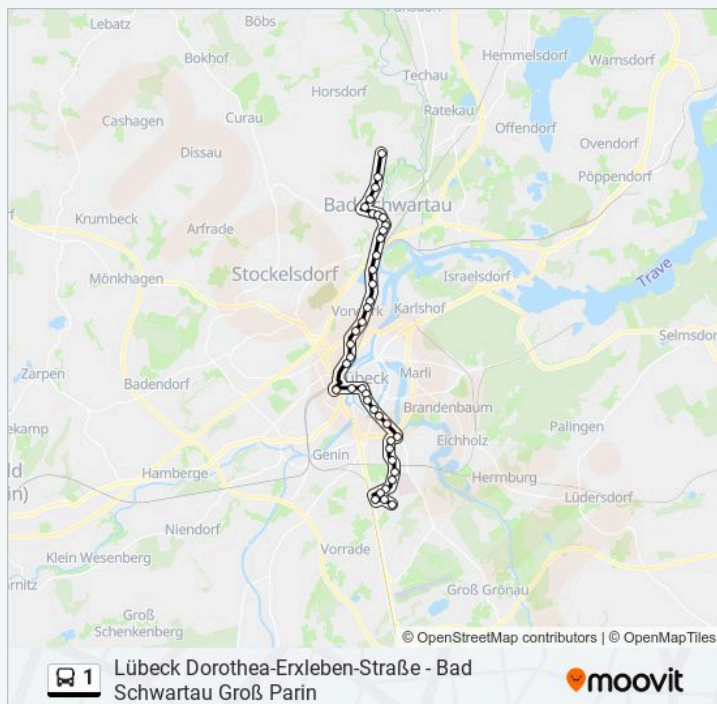 Lebatz
Böbs
Bokhof
Techau
Hemmelsdorf
Warnsdorf
Horsdorf
Cashagen
Curau
Ratekau
Offendorf
Ovendorf
Dissau
Pöppendorf
Krumbeck
Bad Schwartau
Arfrade
Mönkhagen
Stockelsdorf
Israelsdorf
Trave
Vorwerk
Karlshof
Selmsdorf
Zarpen
Badendorf
Lübeck
Marli
Brandenbaum
Palingen
Eichholz
Genin
Hamberge
Herrnburg
Lüdersdorf
Niendorf
Klein Wesenberg
Vorrade
Groß Grönau
Groß
Schenkenberg
© OpenStreetMap contributors | © OpenMapTiles
1
Lübeck Dorothea-Erxleben-Straße - Bad
Schwartau Groß Parin
moovit